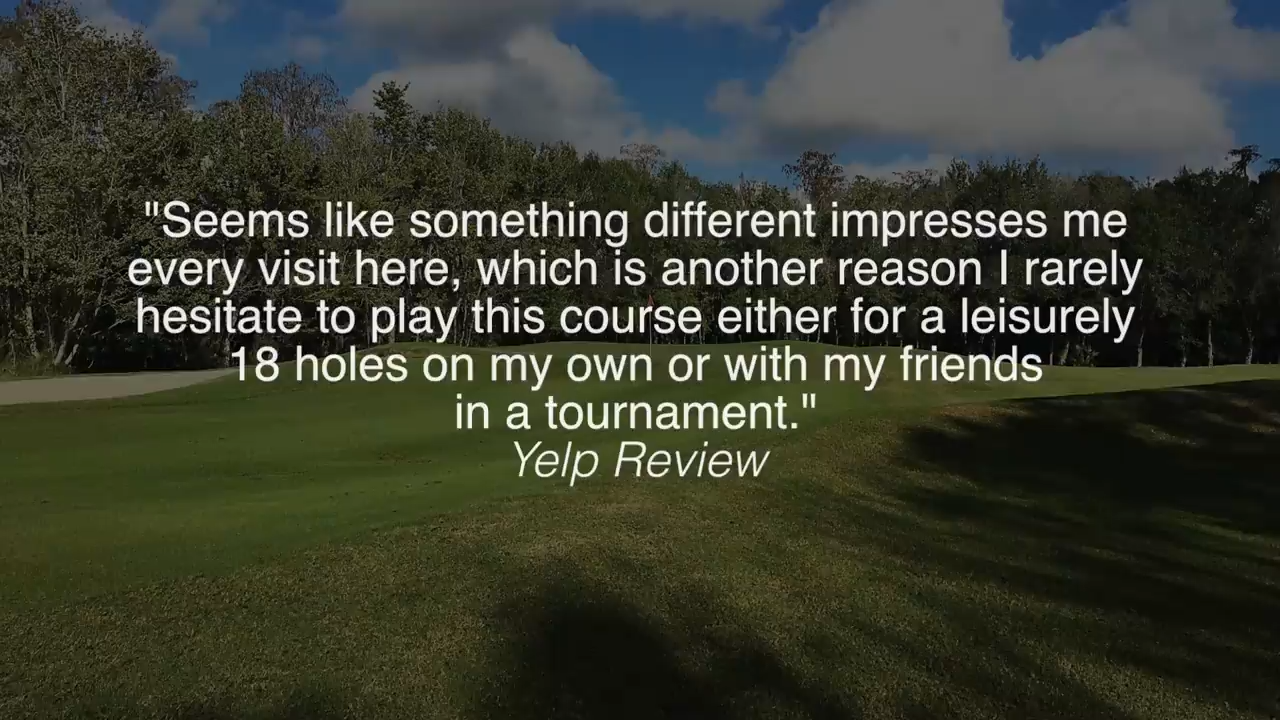 "Seems like something different impresses me
every visit here, which is another reason I rarely
hesitate to play this course either for a leisurely
18 holes on my own or with my friends
in a tournament."
Yelp Review